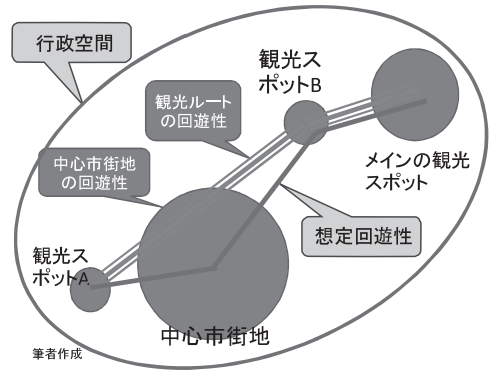 行政空間
観光ス
ポットB
観光ルート
の回遊性
メインの観光
スポット
中心市街地
の回遊性
想定回遊性
観光ス
ポットA
中心市街地
筆者作成